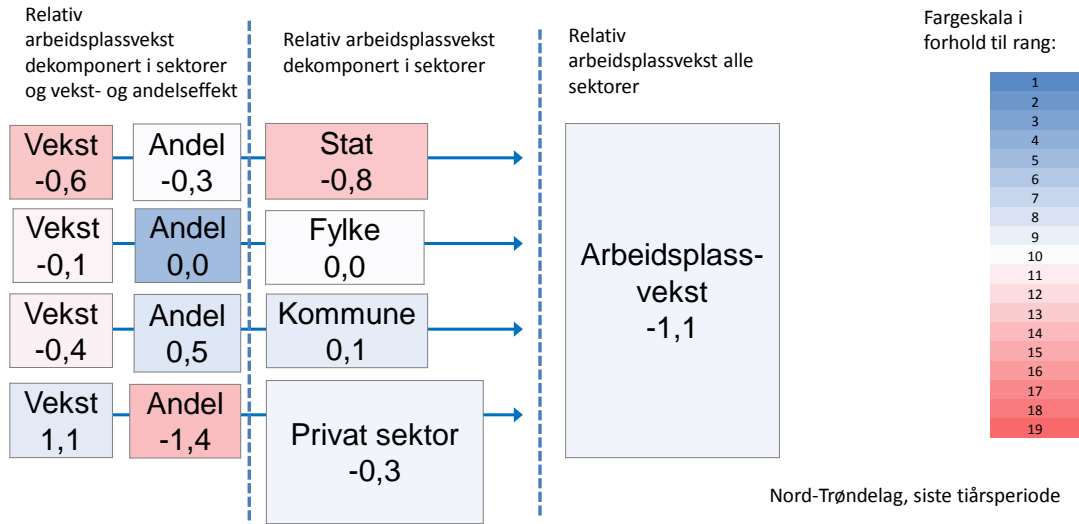 Relativ
arbeidsplassvekst
dekomponert i sektorer
og vekst- og andelseffekt
Relativ arbeidsplassvekst
dekomponert i sektorer
Relativ
arbeidsplassvekst alle
sektorer
Fargeskala i
forhold til rang:
Vekst
-0,6
Andel
-0,3
Stat
-0,8
Vekst
-0,1
Andel
0,0
Fylke
0,0
Vekst
-0,4
Andel
0,5
Kommune
0,1
Vekst
1,1
Andel
-1,4
Privat sektor
-0,3
Arbeidsplass-
vekst
-1,1
1
2
3
4
5
6
7
8
9
10
11
12
13
14
15
16
17
18
19
Nord-Trøndelag, siste tiårsperiode